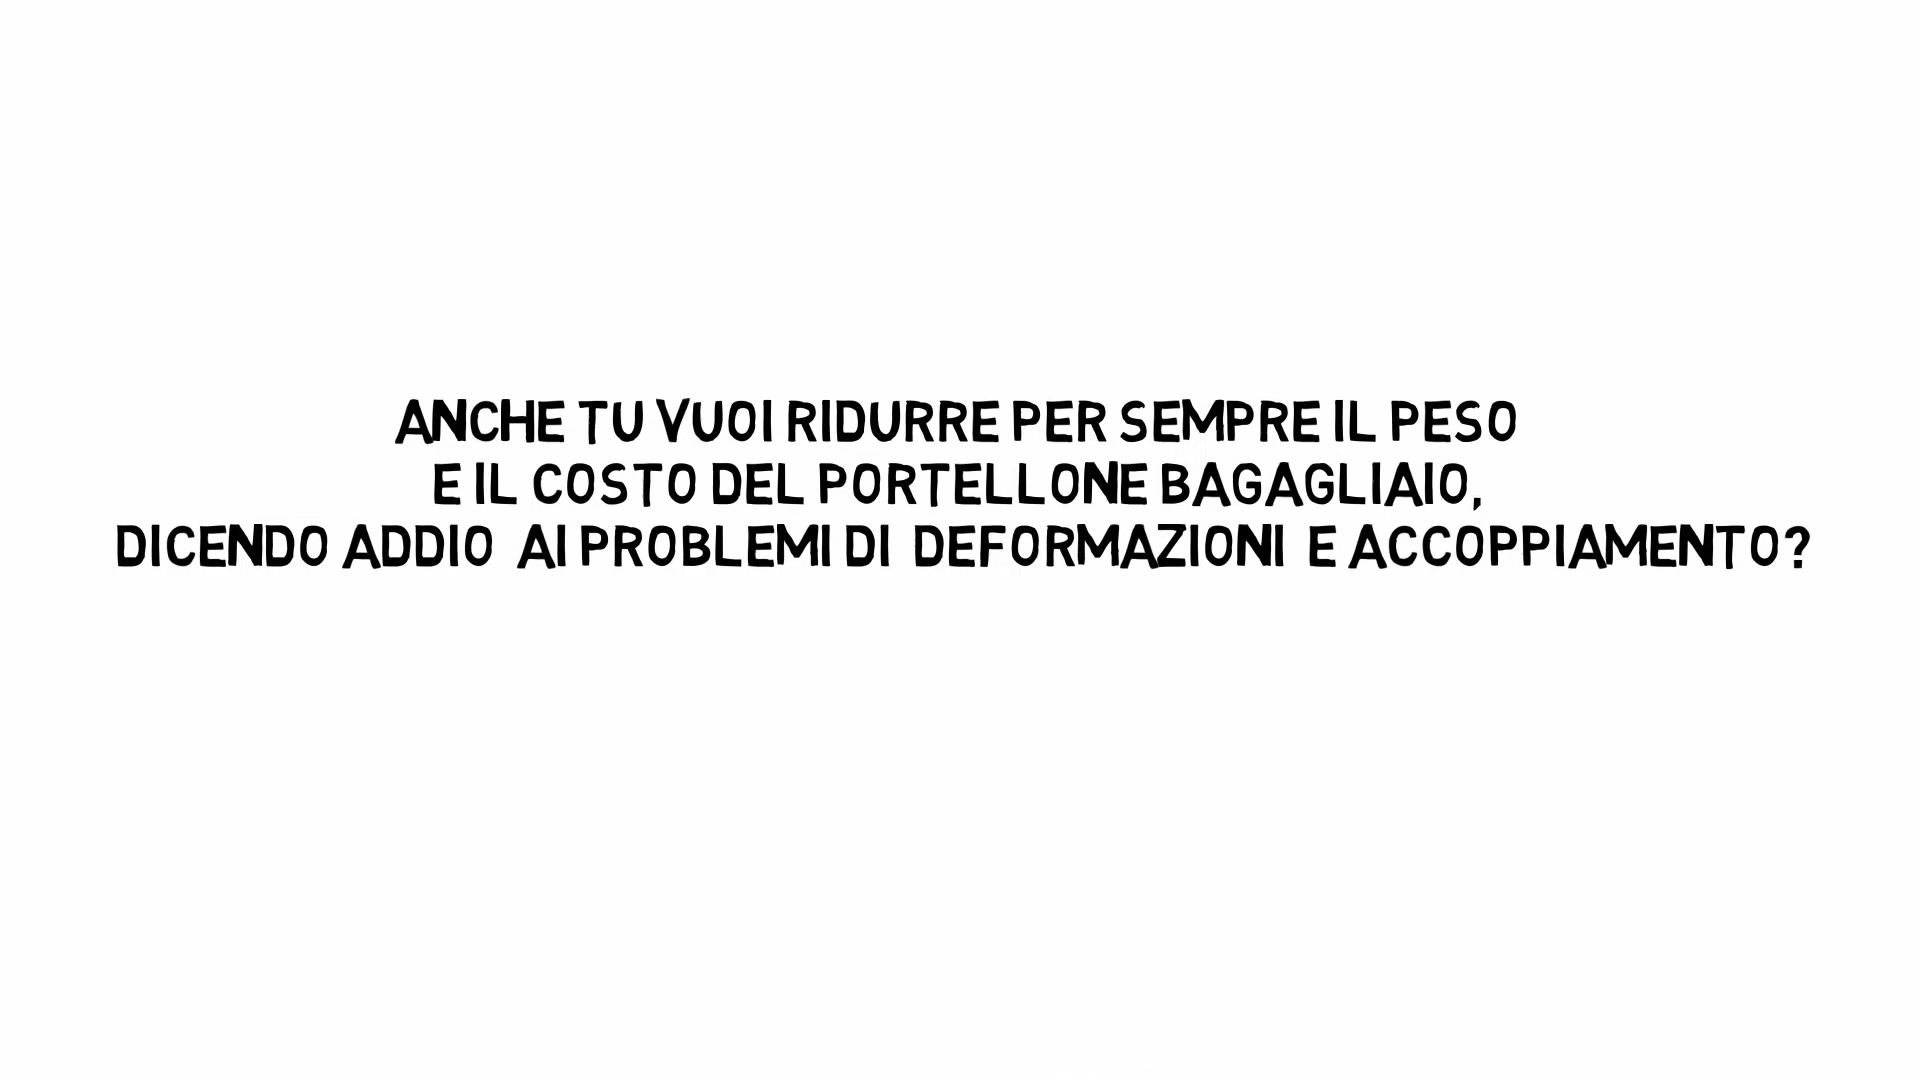 ANCHE TU VUOI RIDURRE PER SEMPRE IL PESO
E IL COSTO DEL PORTELLONE BAGAGLIAIO,
DICENDO ADDIO AI PROBLEMI DI DEFORMAZIONI E ACCOPPIAMENTO?